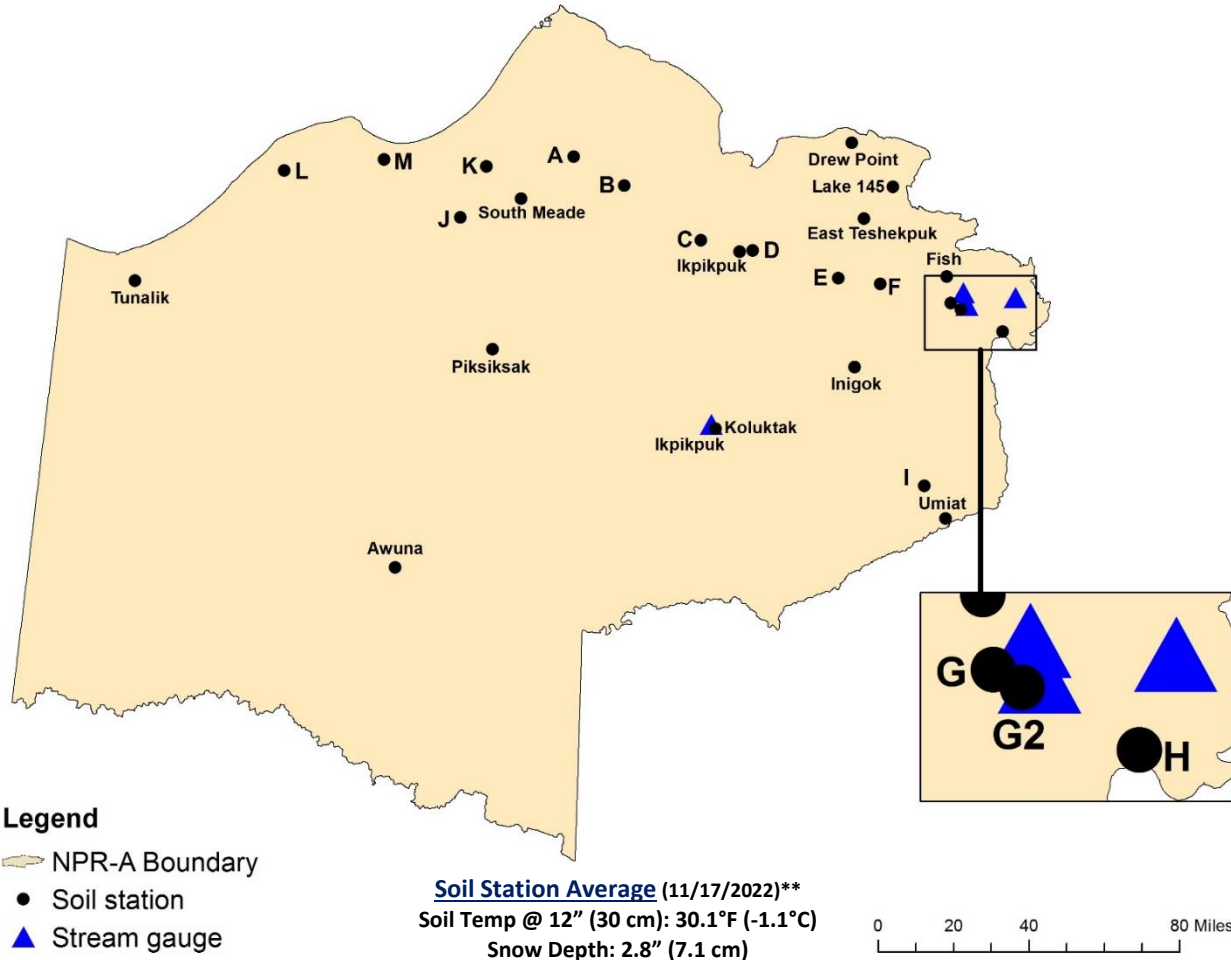 Drew Point
Lake 145
East Teshekpuk
Fish
L
M
K
A
B
South Meade
J
C
Ikpikpuk
D
E
F
Tunalik
Piksiksak
Inigok
Koluktak
Ikpikpuk
I
Umiat
Awuna
G
G2
H
Legend
NPR-A Boundary
Soil station
Stream gauge
Soil Station Average (11/17/2022)**
Soil Temp @ 12” (30 cm): 30.1°F (-1.1°C)
Snow Depth: 2.8” (7.1 cm)
0 20 40 80 Miles